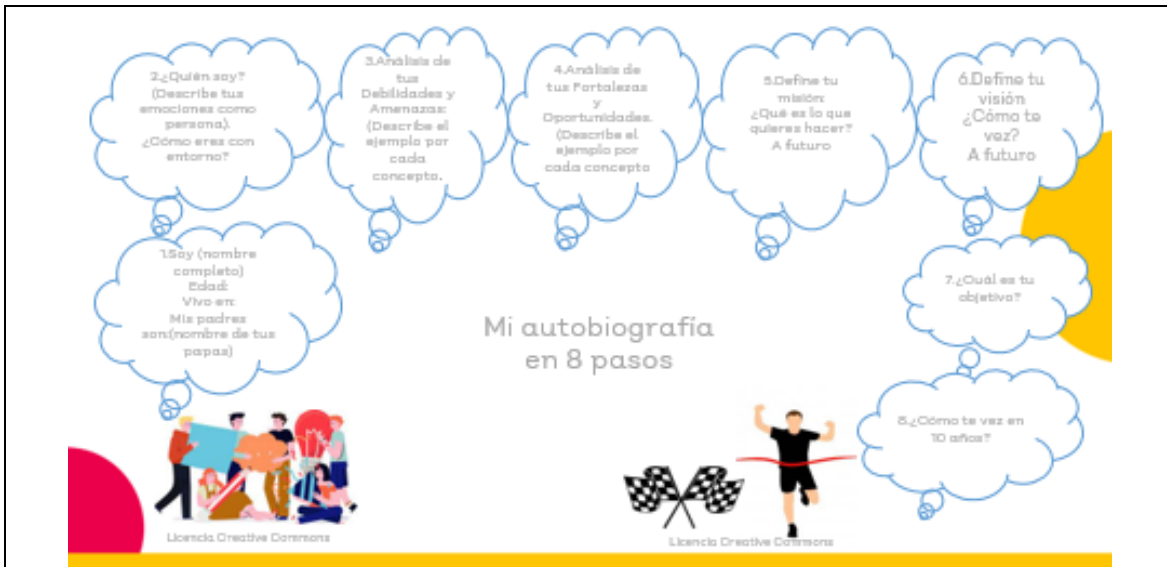 2.¿Quién soy?
(Describe tus
emociones como
persona).
¿Cómo eres con
entorno?
3.Análisis de
tus
Debilidades y
Amenazas:
(Describe el
ejemplo por
cada
concepto.
4.Análisis de
tus Fortalezas
y
Oportunidades.
(Describe el
ejemplo por
cada concepto
5.Define tu
misión:
¿Qué es lo que
quieres hacer?
A futuro
6.Define tu
visión
¿Cómo te
vez?
A futuro
1.Soy (nombre
completo)
Edad:
Vivo en:
Mis padres
son:(nombre de tus
papas)
7.¿Cuál es tu
objetivo?
Mi autobiografía
en 8 pasos
8.¿Cómo te vez en
10 años?
Licencia Creative Commons
Licencia Creative Commons